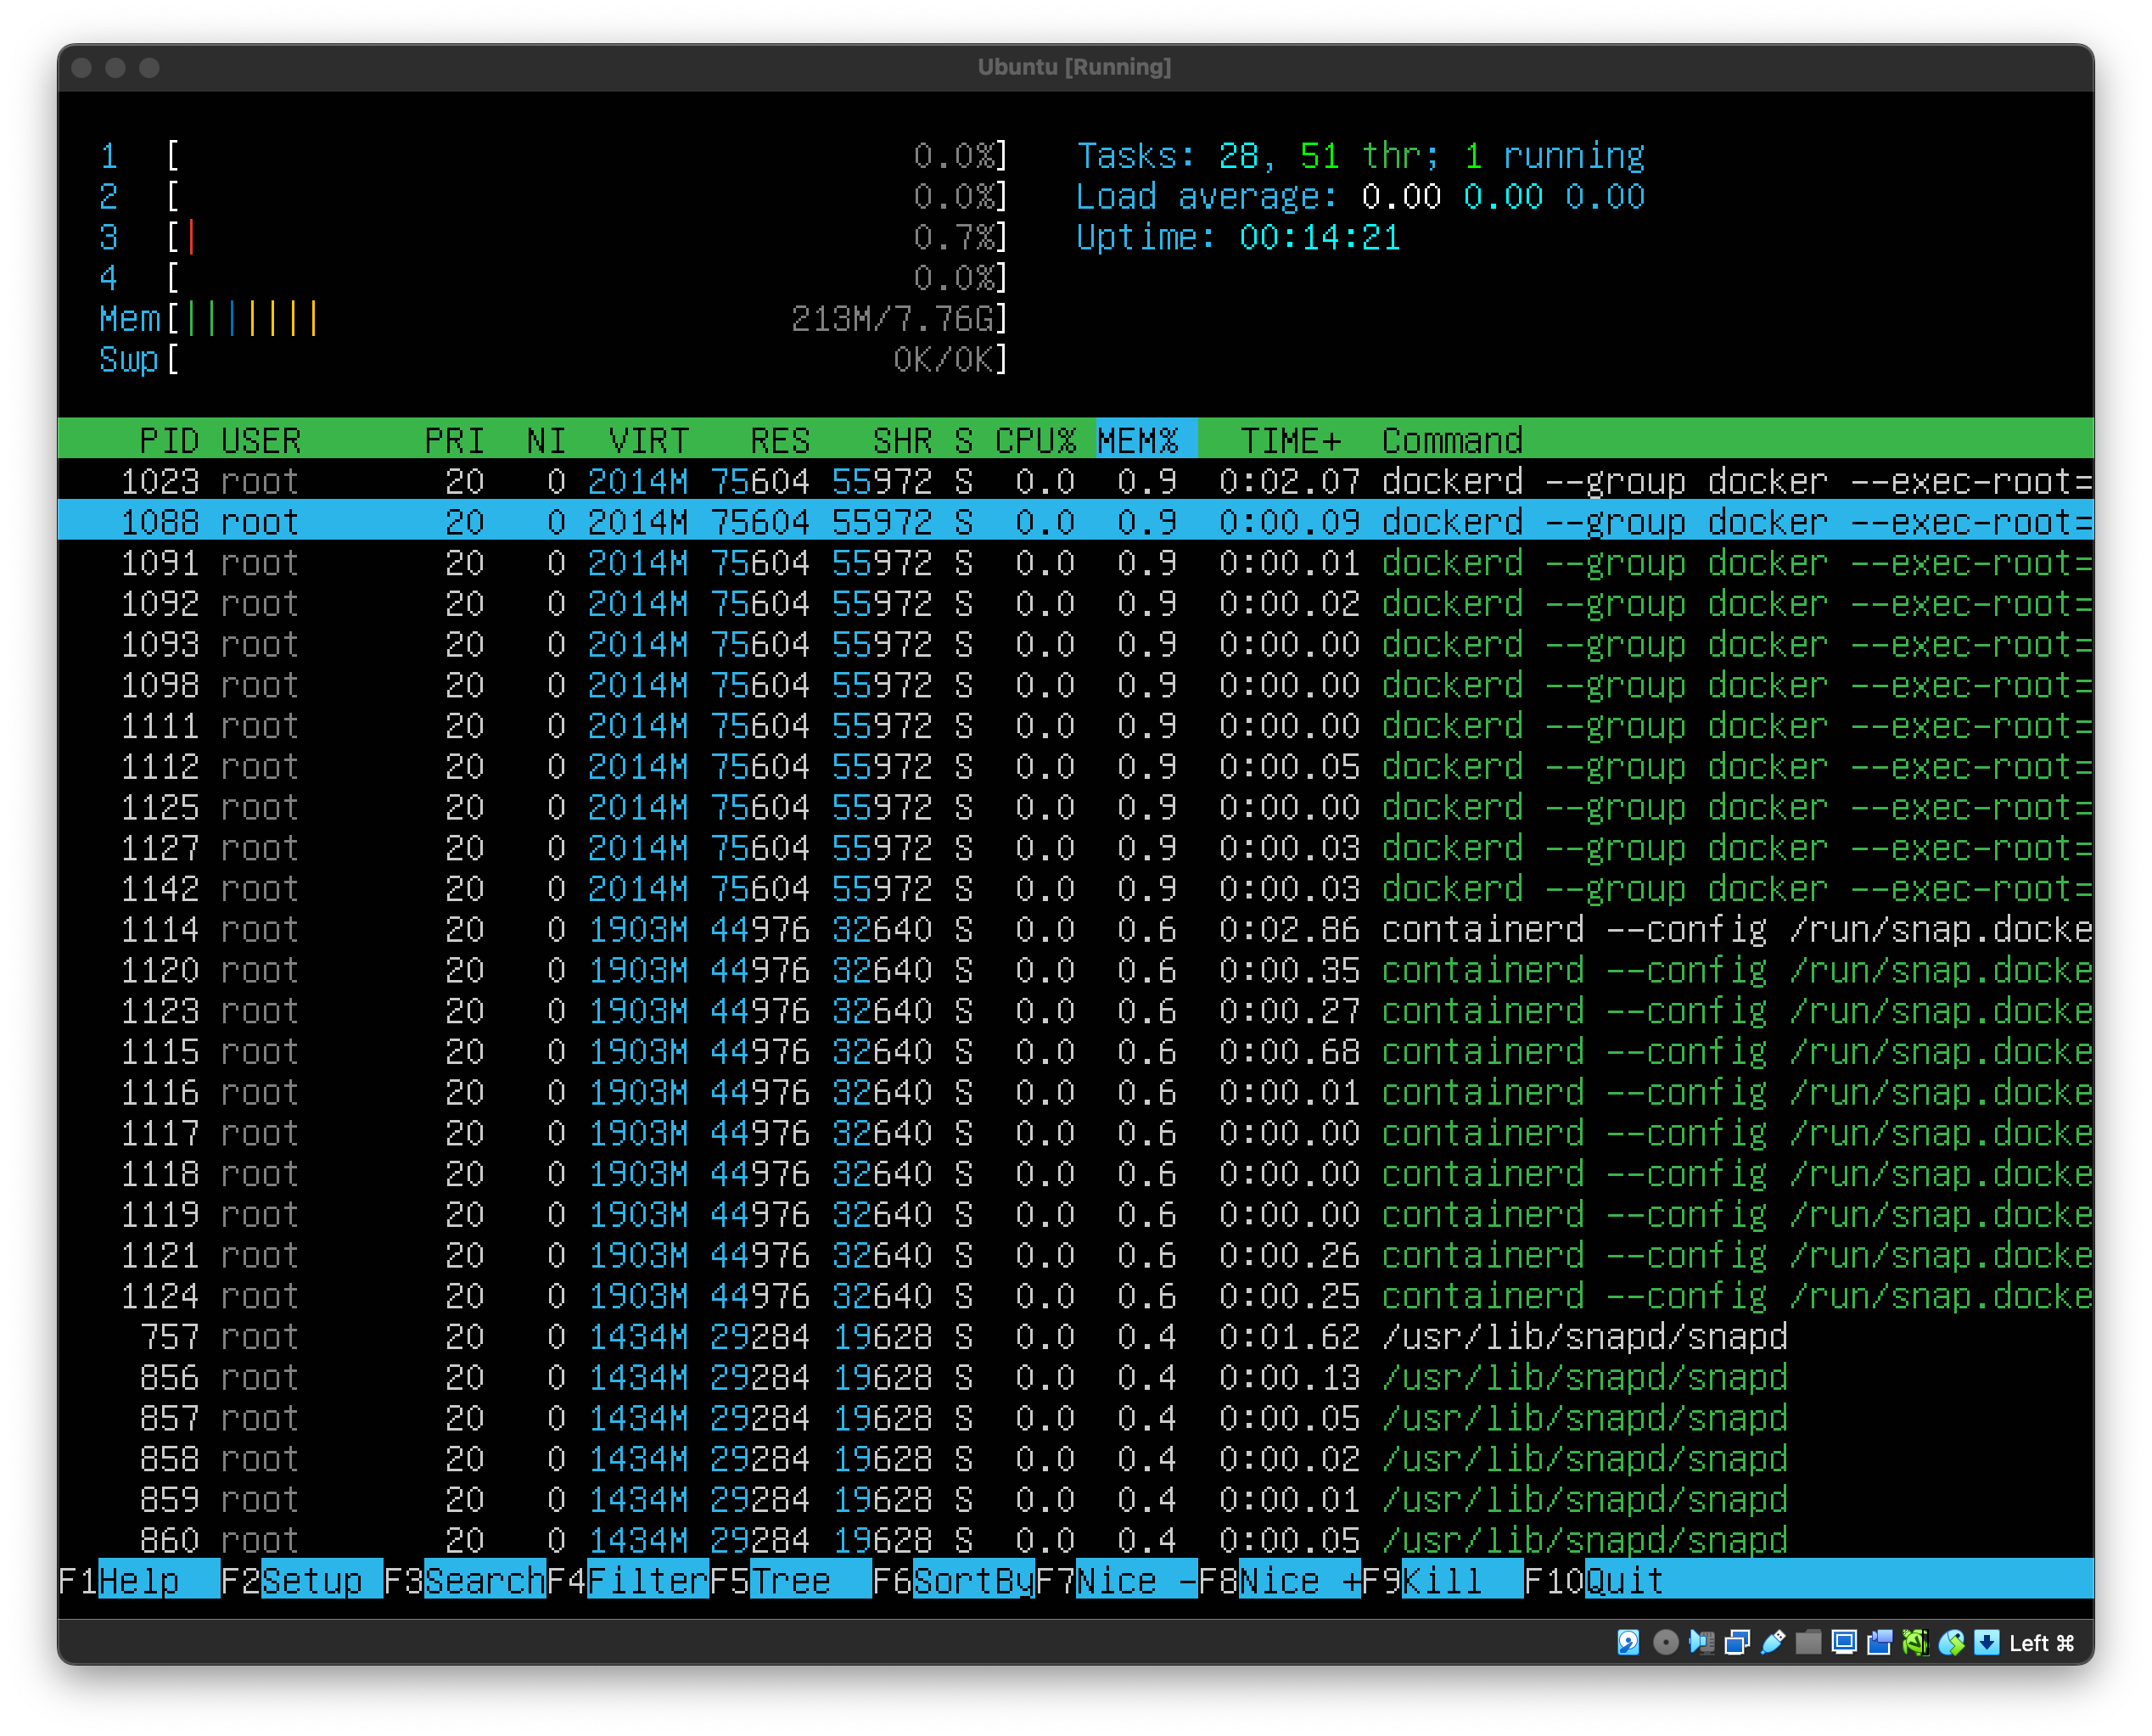 Ubuntu [Running]
1 [ 0.0%] Tasks: 28, 51 thr; 1 running
2 [ 0.0%] Load average: 0.00 0.00 0.00
3 [| 0.7%] Uptime: 00:14:21
4 [ 0.0%]
Mem[||||||| 213M/7.76G]
Swp[ 0K/0K]
PID USER PRI NI VIRT RES SHR S CPU% MEM% TIME+ Command
1023 root 20 0 2014M 75604 55972 S 0.0 0.9 0:02.07 dockerd --group docker --exec-root=
1088 root 20 0 2014M 75604 55972 S 0.0 0.9 0:00.09 dockerd --group docker --exec-root=
1091 root 20 0 2014M 75604 55972 S 0.0 0.9 0:00.01 dockerd --group docker --exec-root=
1092 root 20 0 2014M 75604 55972 S 0.0 0.9 0:00.02 dockerd --group docker --exec-root=
1093 root 20 0 2014M 75604 55972 S 0.0 0.9 0:00.00 dockerd --group docker --exec-root=
1098 root 20 0 2014M 75604 55972 S 0.0 0.9 0:00.00 dockerd --group docker --exec-root=
1111 root 20 0 2014M 75604 55972 S 0.0 0.9 0:00.00 dockerd --group docker --exec-root=
1112 root 20 0 2014M 75604 55972 S 0.0 0.9 0:00.05 dockerd --group docker --exec-root=
1125 root 20 0 2014M 75604 55972 S 0.0 0.9 0:00.00 dockerd --group docker --exec-root=
1127 root 20 0 2014M 75604 55972 S 0.0 0.9 0:00.03 dockerd --group docker --exec-root=
1142 root 20 0 2014M 75604 55972 S 0.0 0.9 0:00.03 dockerd --group docker --exec-root=
1114 root 20 0 1903M 44976 32640 S 0.0 0.6 0:02.86 containerd --config /run/snap.docke
1120 root 20 0 1903M 44976 32640 S 0.0 0.6 0:00.35 containerd --config /run/snap.docke
1123 root 20 0 1903M 44976 32640 S 0.0 0.6 0:00.27 containerd --config /run/snap.docke
1115 root 20 0 1903M 44976 32640 S 0.0 0.6 0:00.68 containerd --config /run/snap.docke
1116 root 20 0 1903M 44976 32640 S 0.0 0.6 0:00.01 containerd --config /run/snap.docke
1117 root 20 0 1903M 44976 32640 S 0.0 0.6 0:00.00 containerd --config /run/snap.docke
1118 root 20 0 1903M 44976 32640 S 0.0 0.6 0:00.00 containerd --config /run/snap.docke
1119 root 20 0 1903M 44976 32640 S 0.0 0.6 0:00.00 containerd --config /run/snap.docke
1121 root 20 0 1903M 44976 32640 S 0.0 0.6 0:00.26 containerd --config /run/snap.docke
1124 root 20 0 1903M 44976 32640 S 0.0 0.6 0:00.25 containerd --config /run/snap.docke
757 root 20 0 1434M 29284 19628 S 0.0 0.4 0:01.62 /usr/lib/snapd/snapd
856 root 20 0 1434M 29284 19628 S 0.0 0.4 0:00.13 /usr/lib/snapd/snapd
857 root 20 0 1434M 29284 19628 S 0.0 0.4 0:00.05 /usr/lib/snapd/snapd
858 root 20 0 1434M 29284 19628 S 0.0 0.4 0:00.02 /usr/lib/snapd/snapd
859 root 20 0 1434M 29284 19628 S 0.0 0.4 0:00.01 /usr/lib/snapd/snapd
860 root 20 0 1434M 29284 19628 S 0.0 0.4 0:00.05 /usr/lib/snapd/snapd
F1Help F2Setup F3SearchF4FilterF5Tree F6SortByF7Nice -F8Nice +F9Kill F10Quit
Left ⌘